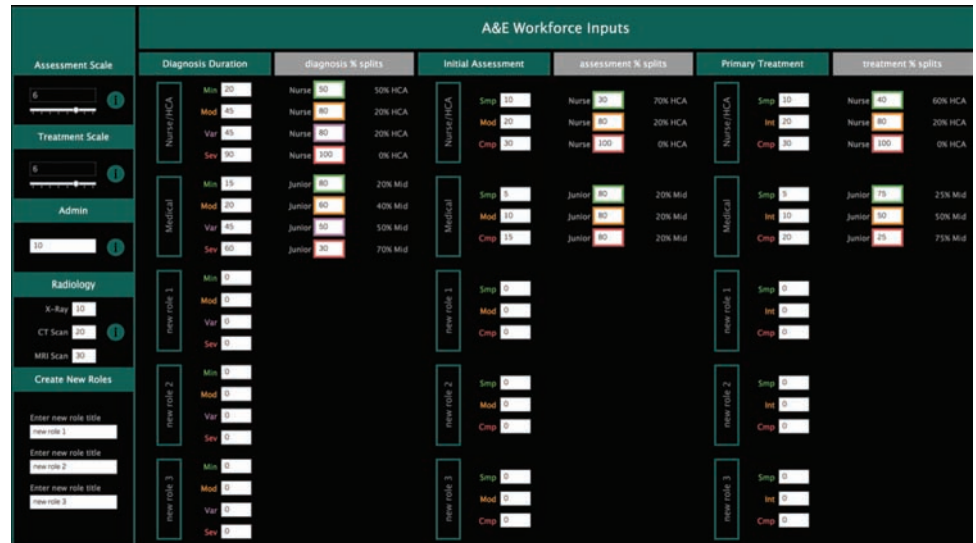 A&E Workforce Inputs
Assessment Scale
6
Treatment Scale
6
Admin
10
Radiology
X-Ray 10
CT Scan 20
MRI Scan 30
Create New Roles
Enter new role title
new role 1
Enter new role title
new role 2
Enter new role title
new role 3
Diagnosis Duration
diagnosis % splits
Initial Assessment
assessment % splits
Primary Treatment
treatment % splits
Nurse/HCA
Min 20 Nurse 50 50% HCA
Mod 45 Nurse 80 20% HCA
Var 45 Nurse 80 20% HCA
Sev 90 Nurse 100 0% HCA
Smp 10 Nurse 30 70% HCA
Mod 20 Nurse 80 20% HCA
Cmp 30 Nurse 100 0% HCA
Smp 10 Nurse 40 60% HCA
Int 20 Nurse 80 20% HCA
Cmp 30 Nurse 100 0% HCA
Medical
Min 15 Junior 80 20% Mid
Mod 20 Junior 60 40% Mid
Var 45 Junior 50 50% Mid
Sev 60 Junior 30 70% Mid
Medical
Smp 5 Junior 80 20% Mid
Mod 10 Junior 80 20% Mid
Cmp 15 Junior 80 20% Mid
Medical
Smp 5 Junior 75 25% Mid
Int 10 Junior 50 50% Mid
Cmp 20 Junior 25 75% Mid
new role 1
Min 0
Mod 0
Var 0
Sev 0
new role 1
Smp 0
Mod 0
Cmp 0
new role 1
Smp 0
Int 0
Cmp 0
new role 2
Min 0
Mod 0
Var 0
Sev 0
new role 2
Smp 0
Mod 0
Cmp 0
new role 2
Smp 0
Int 0
Cmp 0
new role 3
Min 0
Mod 0
Var 0
Sev 0
new role 3
Smp 0
Mod 0
Cmp 0
new role 3
Smp 0
Int 0
Cmp 0